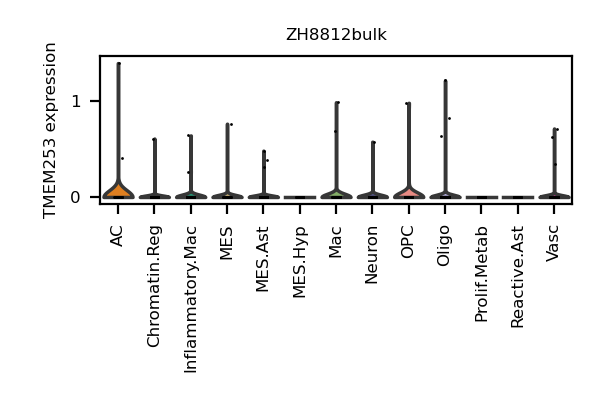 ZH8812bulk
TMEM253 expression
1
0
AC
Chromatin.Reg
Inflammatory.Mac
MES
MES.Ast
MES.Hyp
Mac
Neuron
OPC
Oligo
Prolif.Metab
Reactive.Ast
Vasc